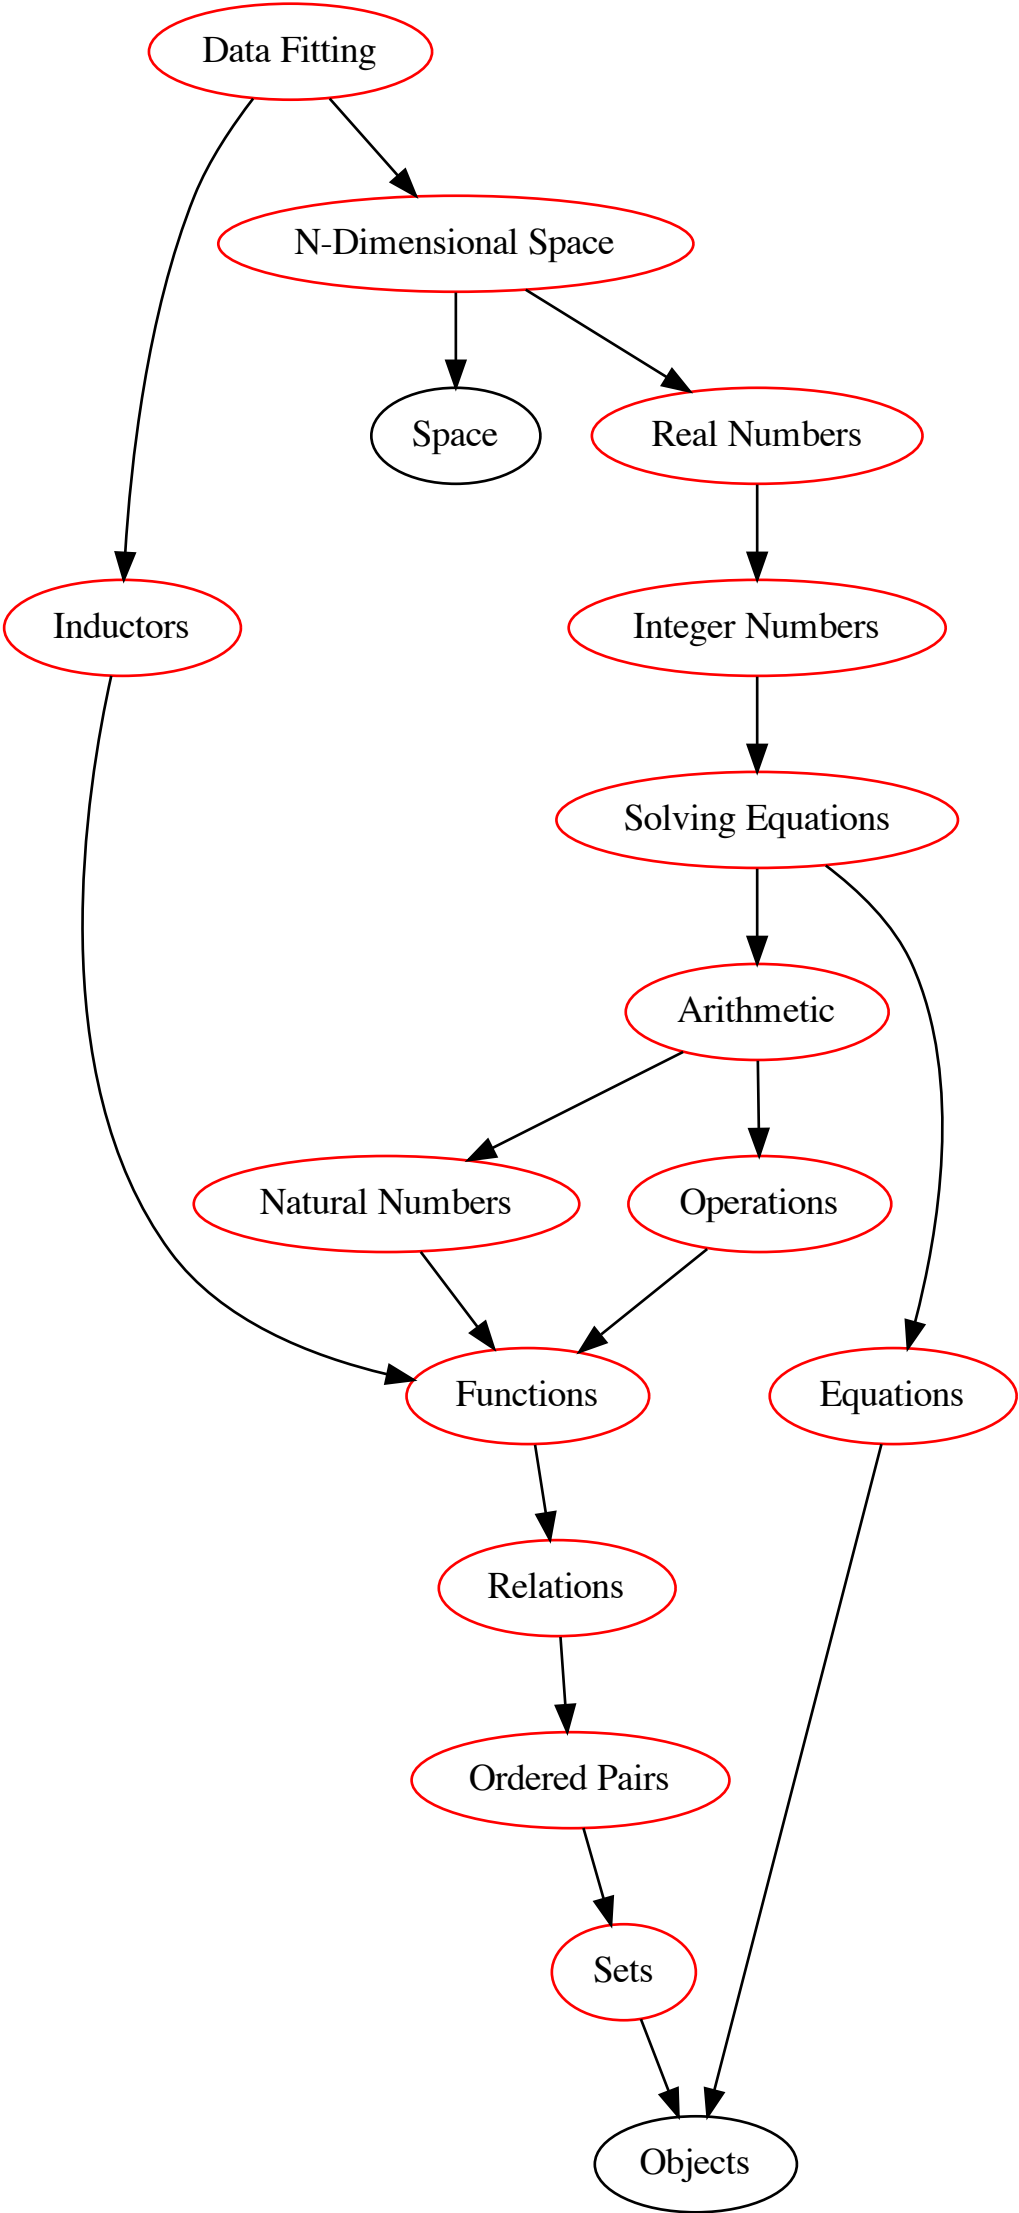 Data Fitting
N-Dimensional Space
Space
Real Numbers
Inductors
Integer Numbers
Solving Equations
Arithmetic
Natural Numbers
Operations
Functions
Equations
Relations
Ordered Pairs
Sets
Objects